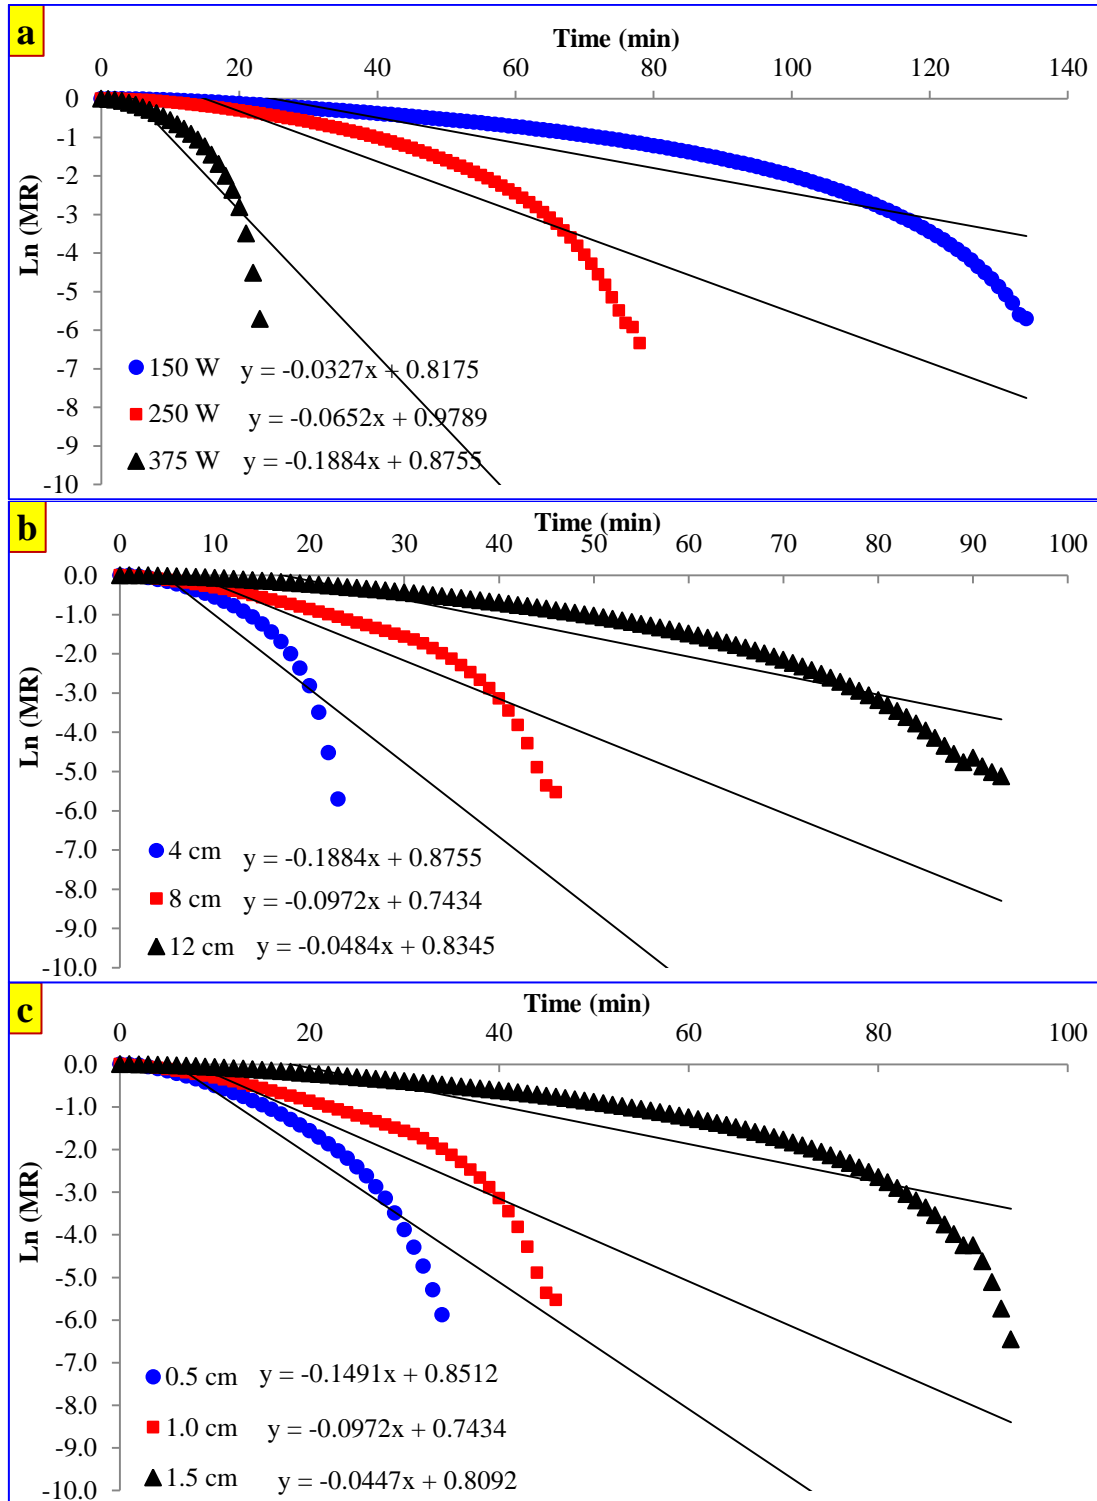 a
Time (min)
0 20 40 60 80 100 120 140
Ln (MR)
0
-1
-2
-3
-4
-5
-6
-7
-8
-9
-10
150 W y = -0.0327x + 0.8175
250 W y = -0.0652x + 0.9789
375 W y = -0.1884x + 0.8755
b
Time (min)
0 10 20 30 40 50 60 70 80 90 100
Ln (MR)
0.0
-1.0
-2.0
-3.0
-4.0
-5.0
-6.0
-7.0
-8.0
-9.0
-10.0
4 cm y = -0.1884x + 0.8755
8 cm y = -0.0972x + 0.7434
12 cm y = -0.0484x + 0.8345
c
Time (min)
0 20 40 60 80 100
Ln (MR)
0.0
-1.0
-2.0
-3.0
-4.0
-5.0
-6.0
-7.0
-8.0
-9.0
-10.0
0.5 cm y = -0.1491x + 0.8512
1.0 cm y = -0.0972x + 0.7434
1.5 cm y = -0.0447x + 0.8092